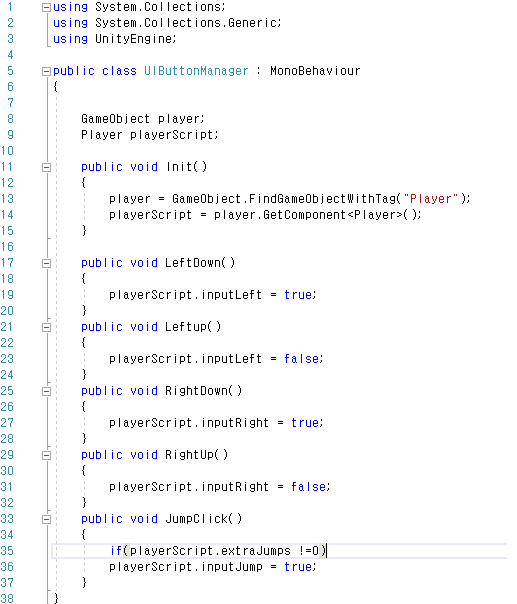 1 using System.Collections;
2 using System.Collections.Generic;
3 using UnityEngine;
4
5 public class UIButtonManager : MonoBehaviour
6 {
7
8 GameObject player;
9 Player playerScript;
10
11 public void Init()
12 {
13 player = GameObject.FindGameObjectWithTag("Player");
14 playerScript = player.GetComponent<Player>();
15 }
16
17 public void LeftDown()
18 {
19 playerScript.inputLeft = true;
20 }
21 public void Leftup()
22 {
23 playerScript.inputLeft = false;
24 }
25 public void RightDown()
26 {
27 playerScript.inputRight = true;
28 }
29 public void RightUp()
30 {
31 playerScript.inputRight = false;
32 }
33 public void JumpClick()
34 {
35 if(playerScript.extraJumps !=0)
36 playerScript.inputJump = true;
37 }
38 }